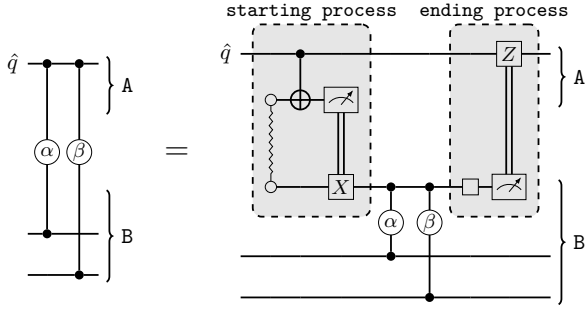 starting process ending process
q̂ q̂ Z
A A
α β = X
B α β B